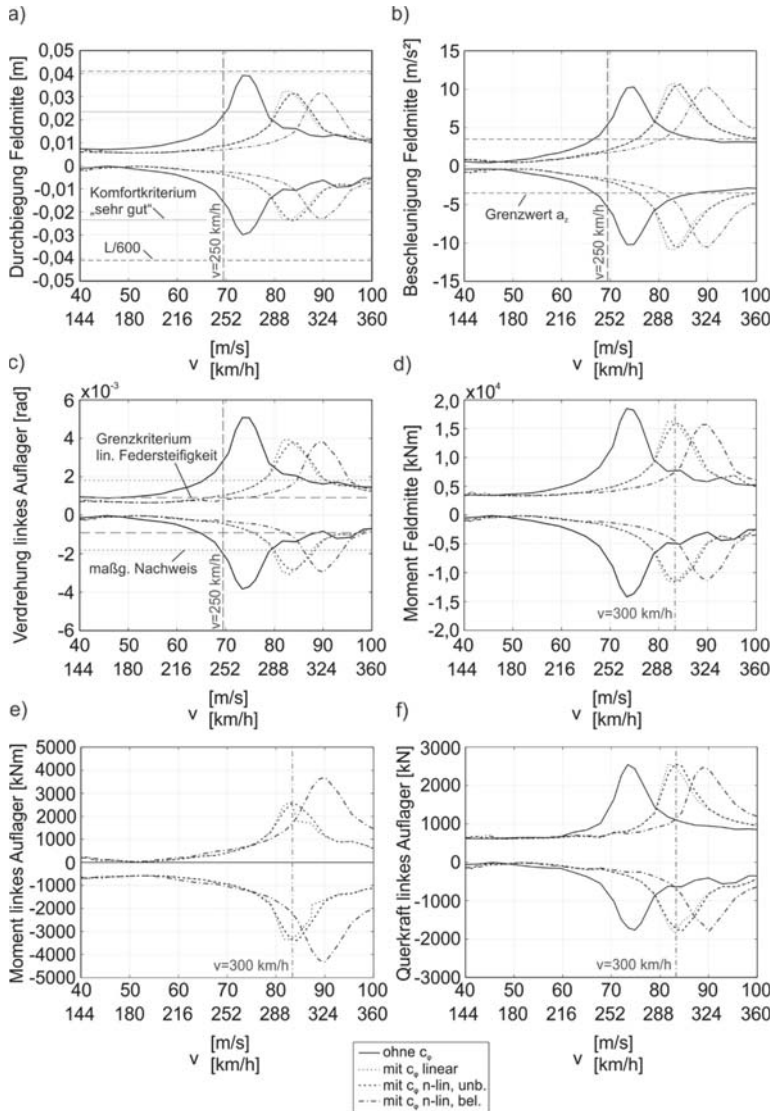 a)
Durchbiegung Feldmitte [m]
0,05
0,04
0,03
0,02
0,01
0
-0,01
-0,02
-0,03
-0,04
-0,05
Komfortkriterium
„sehr gut“
L/600
v=250 km/h
40 50 60 70 80 90 100
144 180 216 252 288 324 360
v [m/s]
[km/h]
b)
Beschleunigung Feldmitte [m/s²]
15
10
5
0
-5
-10
-15
Grenzwert az
v=250 km/h
40 50 60 70 80 90 100
144 180 216 252 288 324 360
v [m/s]
[km/h]
c)
Verdrehung linkes Auflager [rad]
x10-3
6
4
2
0
-2
-4
-6
Grenzkriterium
lin. Federsteifigkeit
maßg. Nachweis
v=250 km/h
40 50 60 70 80 90 100
144 180 216 252 288 324 360
v [m/s]
[km/h]
d)
Moment Feldmitte [kNm]
x104
2,0
1,5
1,0
0,5
0
-0,5
-1,0
-1,5
2,0
v=300 km/h
40 50 60 70 80 90 100
144 180 216 252 288 324 360
v [m/s]
[km/h]
e)
Moment linkes Auflager [kNm]
5000
4000
3000
2000
1000
0
-1000
-2000
-3000
-4000
-5000
v=300 km/h
40 50 60 70 80 90 100
144 180 216 252 288 324 360
v [m/s]
[km/h]
f)
Querkraft linkes Auflager [kN]
3000
2000
1000
0
-1000
-2000
-3000
v=300 km/h
40 50 60 70 80 90 100
144 180 216 252 288 324 360
v [m/s]
[km/h]
ohne cφ
mit cφ linear
mit cφ n-lin, unb.
mit cφ n-lin, bel.